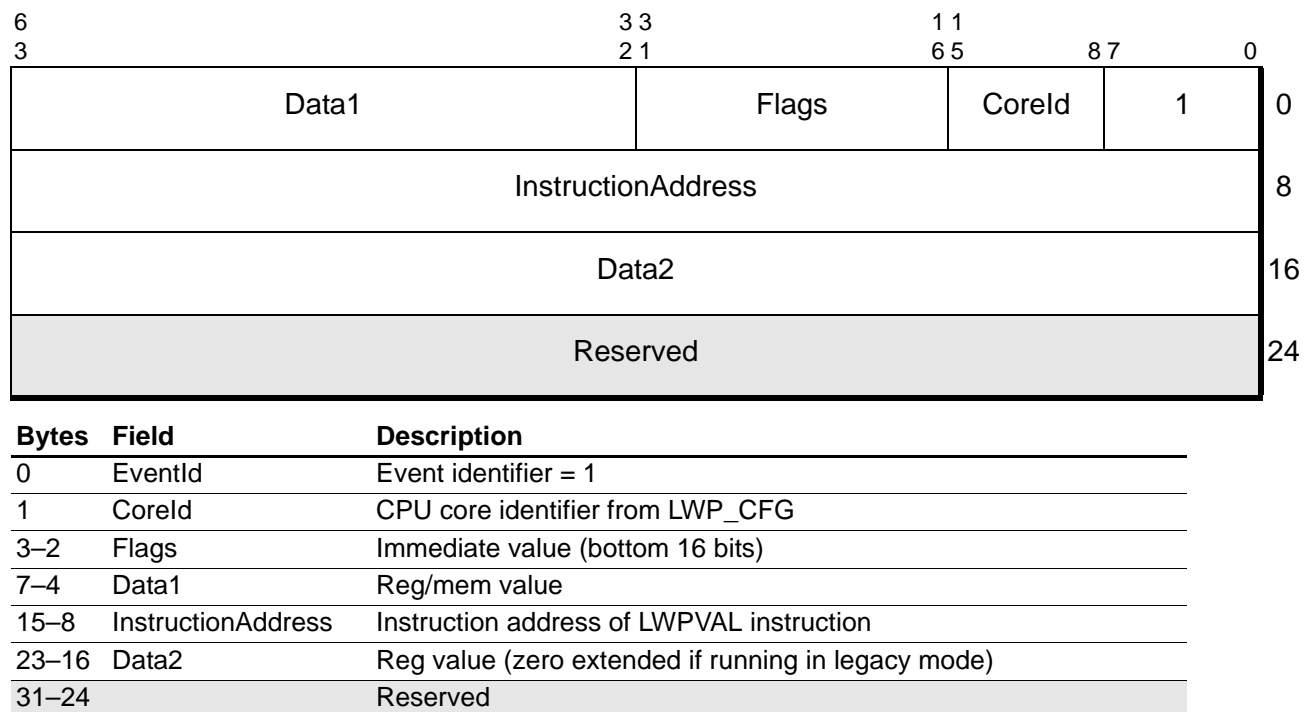 6 3 3 1 1
3 2 1 6 5 8 7 0
Data1 Flags CoreId 1 0
InstructionAddress 8
Data2 16
Reserved 24
Bytes Field Description
0 EventId Event identifier = 1
1 CoreId CPU core identifier from LWP_CFG
3–2 Flags Immediate value (bottom 16 bits)
7–4 Data1 Reg/mem value
15–8 InstructionAddress Instruction address of LWPVAL instruction
23–16 Data2 Reg value (zero extended if running in legacy mode)
31–24 Reserved